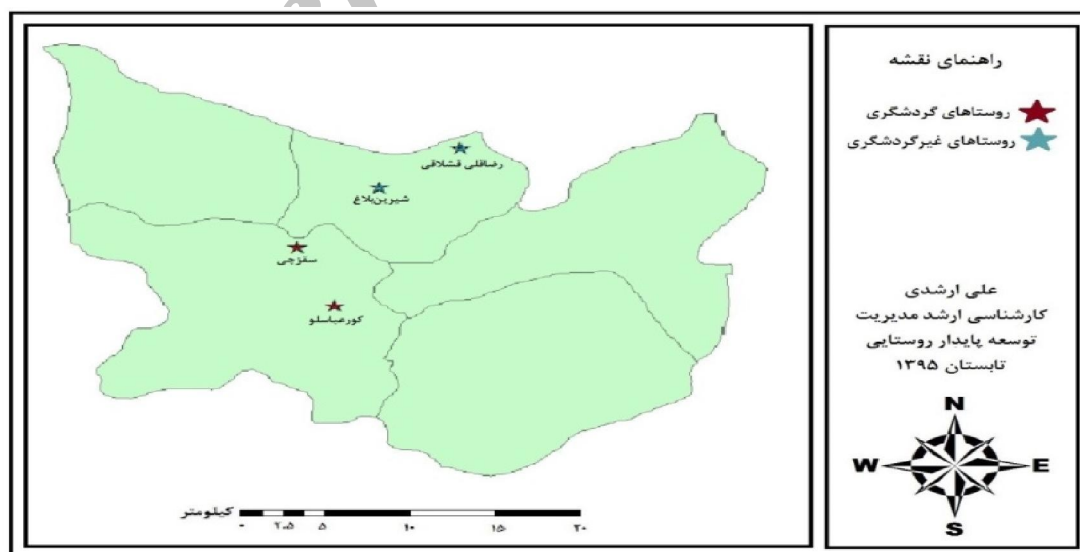 راهنمای نقشه
روستاهای گردشگری
روستاهای غیرگردشگری
رضاقلی قشلاقی
شیرین‌بلاغ
سقزچی
کورعباسلو
علی ارشدی
کارشناسی ارشد مدیریت
توسعه پایدار روستایی
تابستان ۱۳۹۵
N
W E
S
کیلومتر
۰ ۲.۵ ۵ ۱۰ ۱۵ ۲۰